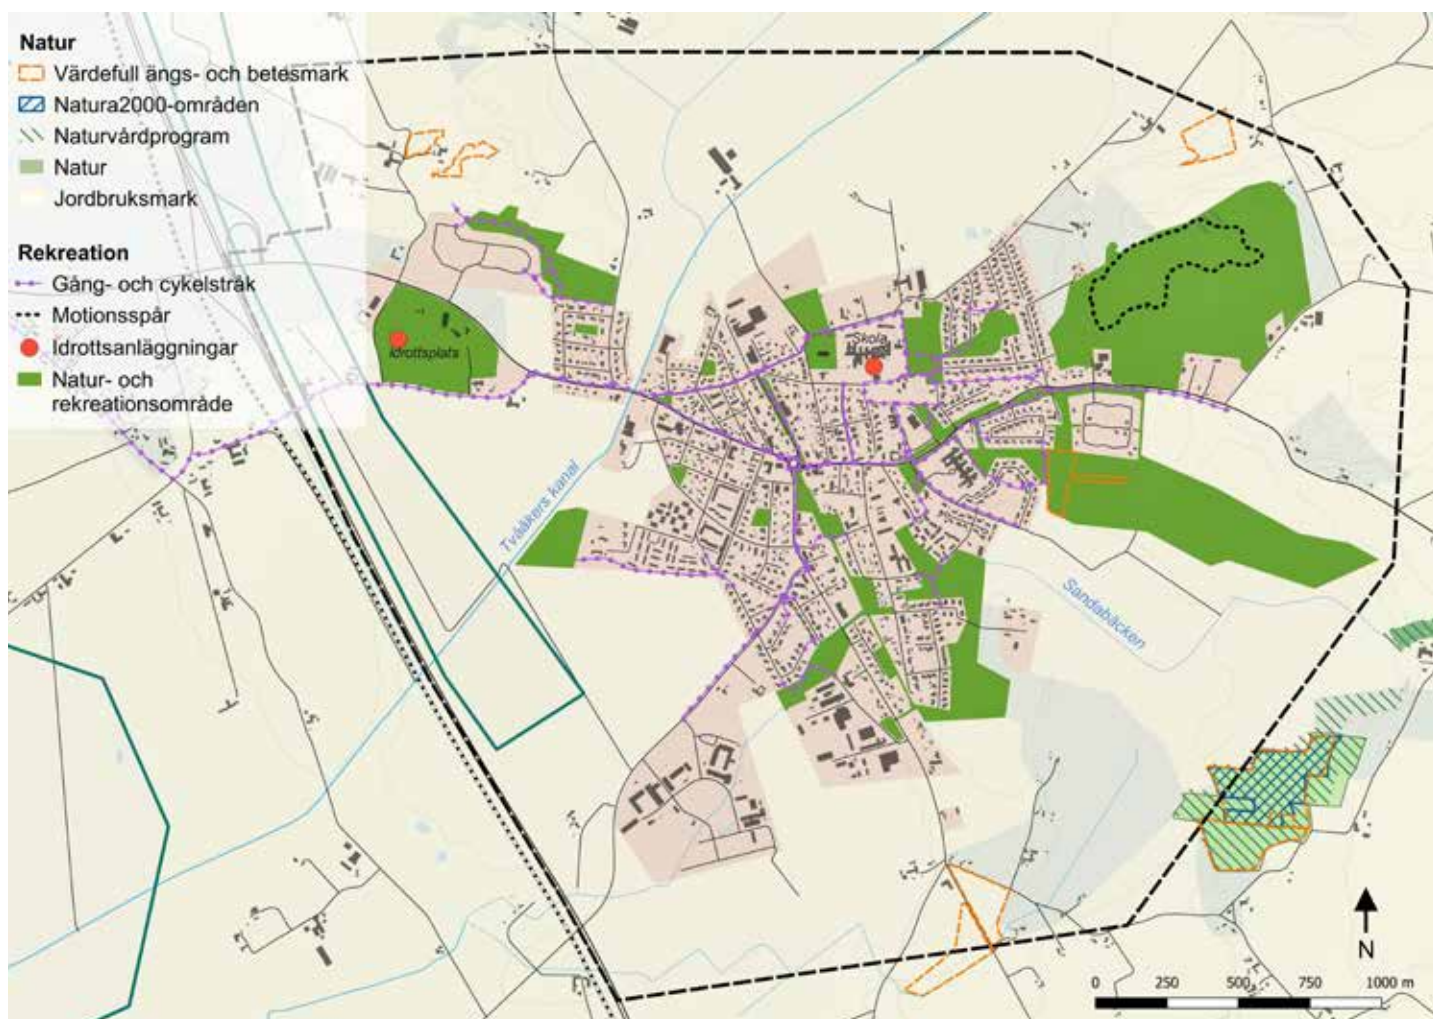 Natur
Värdefull ängs- och betesmark
Natura2000-områden
Naturvårdprogram
Natur
Jordbruksmark
Rekreation
Gång- och cykelstråk
Motionsspår
Idrottsanläggningar
Natur- och
rekreationsområde
Idrottsplats
Skola
Tvååkers kanal
Sandabäcken
N
0 250 500 750 1000 m